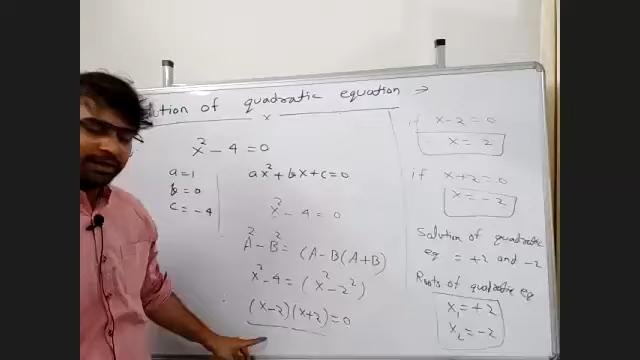 ution of quadratic equation →
x
x² - 4 = 0
a = 1
b = 0
c = -4
ax² + bx + c = 0
x² - 4 = 0
A² - B² = (A - B(A + B)
x² - 4 = (x² - 2²)
(x - 2)(x + 2) = 0
if x - 2 = 0
x = 2
if x + 2 = 0
x = -2
Solution of quadratic
eq = +2 and -2
Roots of quadratic eq
x₁ = +2
x₂ = -2